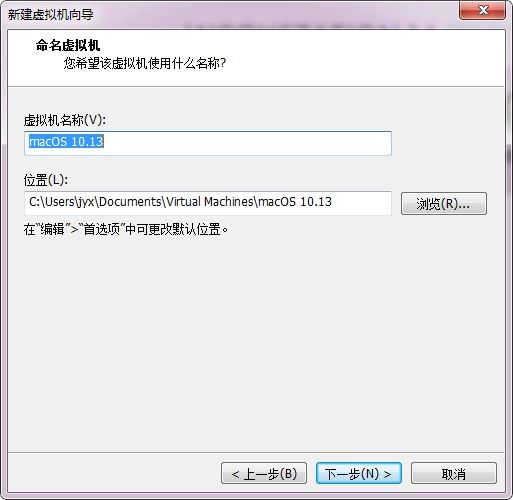 新建虚拟机向导
命名虚拟机
您希望该虚拟机使用什么名称?
虚拟机名称(V):
macOS 10.13
位置(L):
C:\Users\jyx\Documents\Virtual Machines\macOS 10.13
浏览(R)...
在“编辑”>“首选项”中可更改默认位置。
< 上一步(B)
下一步(N) >
取消